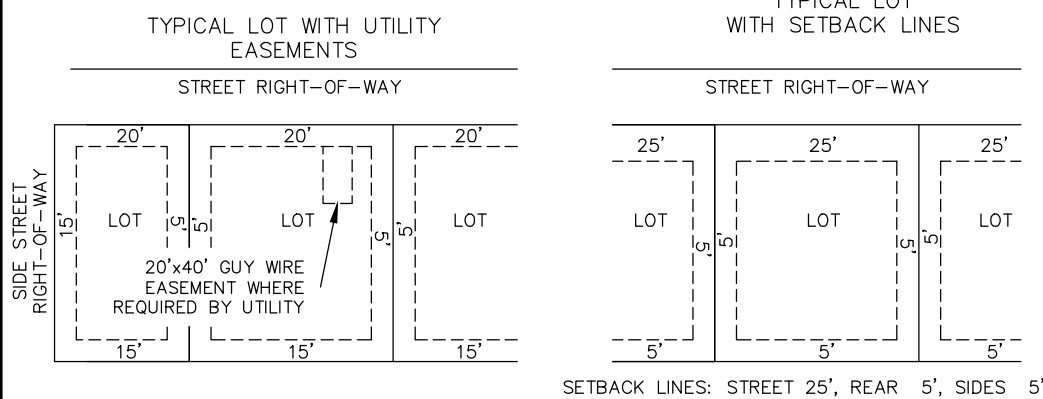 TYPICAL LOT WITH UTILITY
EASEMENTS
STREET RIGHT-OF-WAY
20'
20'
20'
SIDE STREET
RIGHT-OF-WAY
15'
LOT
5'
5'
LOT
5'
5'
LOT
20'x40' GUY WIRE
EASEMENT WHERE
REQUIRED BY UTILITY
15'
15'
15'
TYPICAL LOT
WITH SETBACK LINES
STREET RIGHT-OF-WAY
25'
25'
25'
LOT
5'
5'
LOT
5'
5'
LOT
5'
5'
5'
SETBACK LINES: STREET 25', REAR 5', SIDES 5'